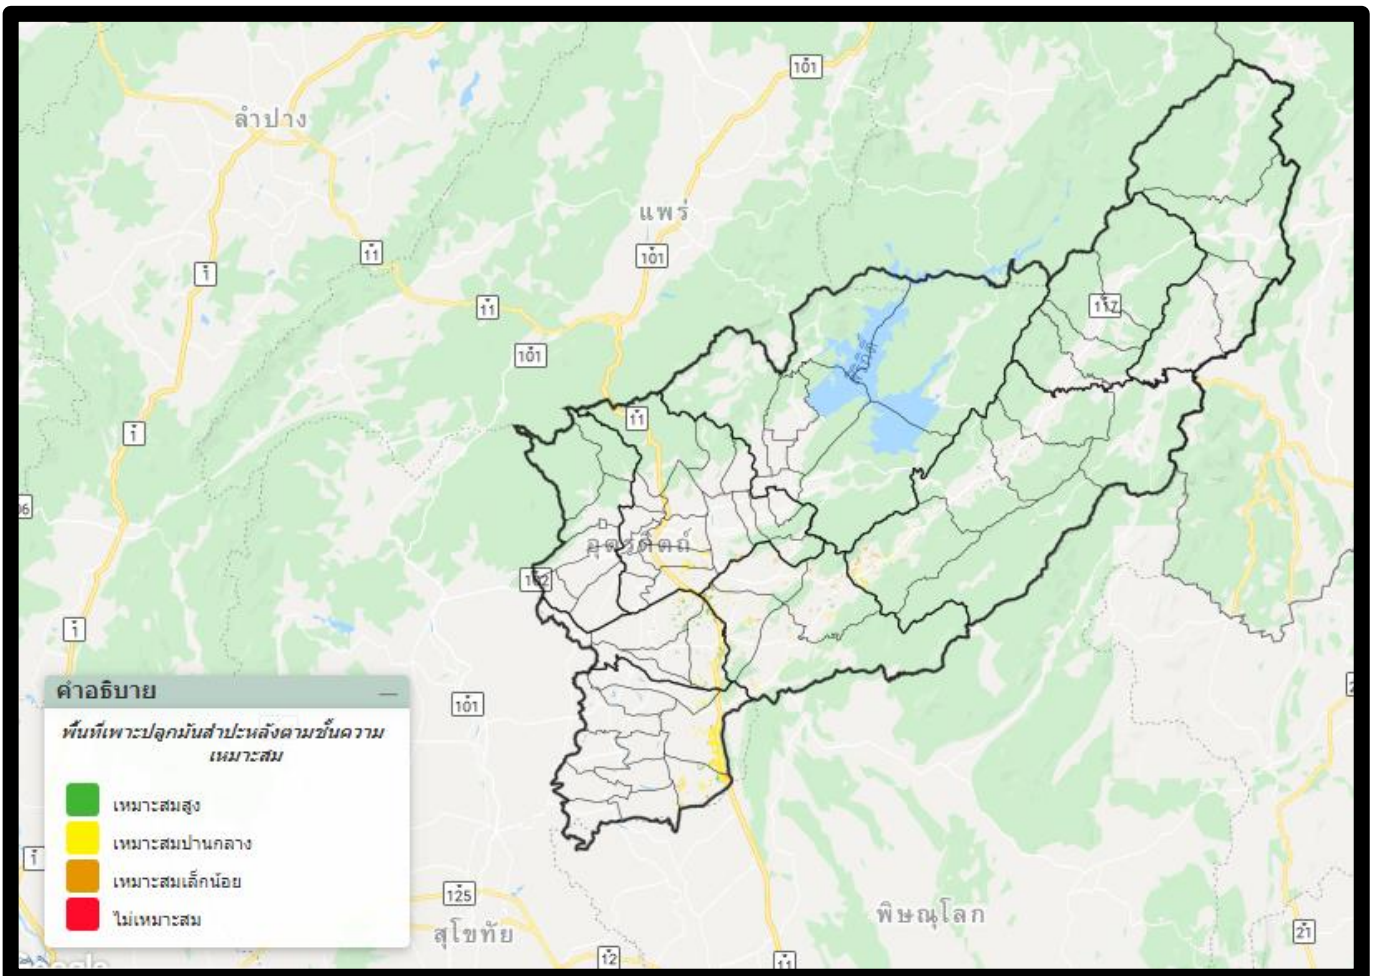 101
ลำปาง
แพร่
101
11
1
11
117
101
สิริกิติ์
11
1
อุตรดิตถ์
102
1
คำอธิบาย
พื้นที่เพาะปลูกมันสำปะหลังตามชั้นความ
เหมาะสม
เหมาะสมสูง
เหมาะสมปานกลาง
เหมาะสมเล็กน้อย
ไม่เหมาะสม
101
1
125
สุโขทัย
พิษณุโลก
21
12
11